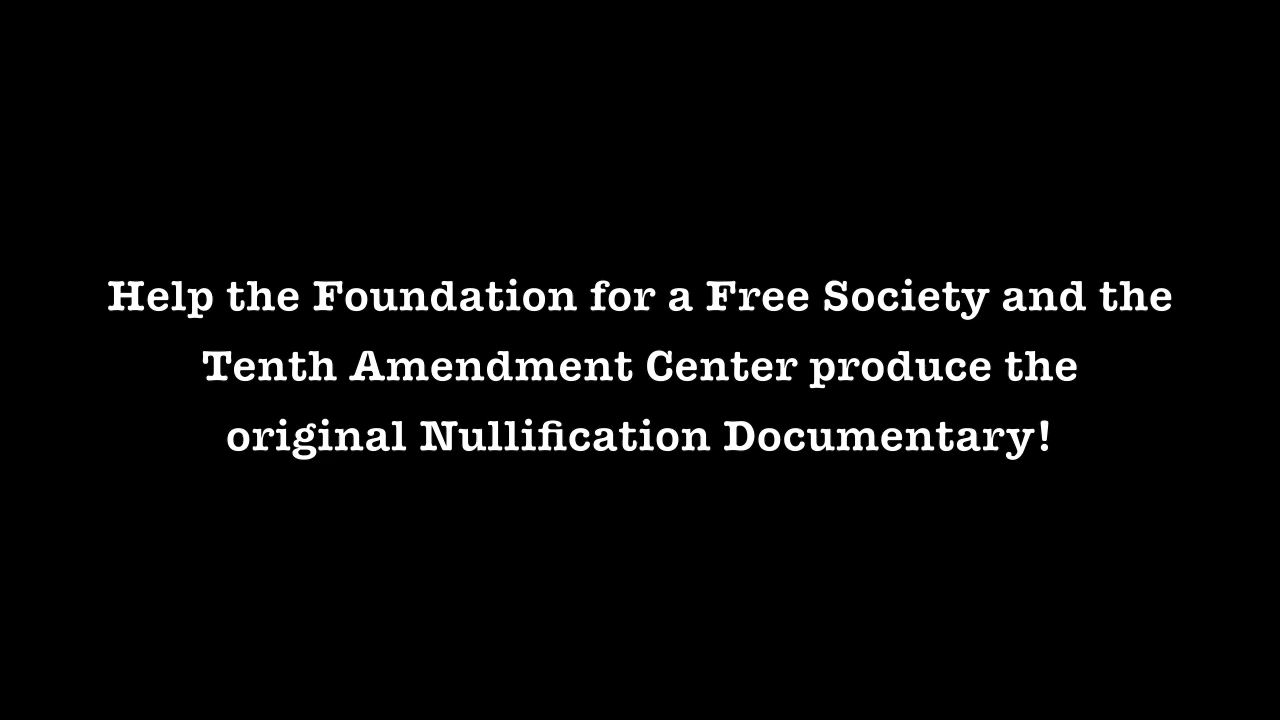 Help the Foundation for a Free Society and the
Tenth Amendment Center produce the
original Nullification Documentary!